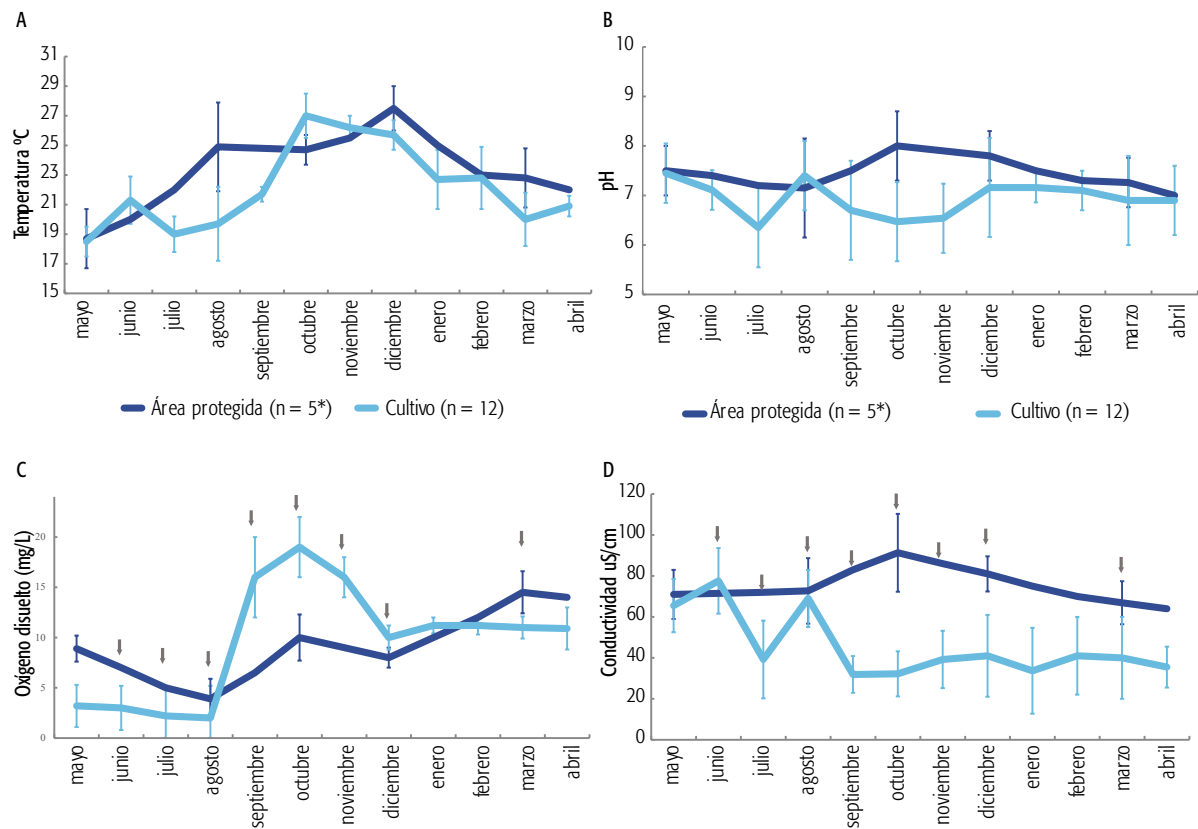 A
Temperatura ºC
31
29
27
25
23
21
19
17
15
mayo
junio
julio
agosto
septiembre
octubre
noviembre
diciembre
enero
febrero
marzo
abril
Área protegida (n = 5*)
Cultivo (n = 12)
B
pH
10
9
8
7
6
5
mayo
junio
julio
agosto
septiembre
octubre
noviembre
diciembre
enero
febrero
marzo
abril
Área protegida (n = 5*)
Cultivo (n = 12)
C
Oxigeno disuelto (mg/L)
20
15
10
5
0
mayo
junio
julio
agosto
septiembre
octubre
noviembre
diciembre
enero
febrero
marzo
abril
D
Conductividad uS/cm
120
100
80
60
40
20
0
mayo
junio
julio
agosto
septiembre
octubre
noviembre
diciembre
enero
febrero
marzo
abril